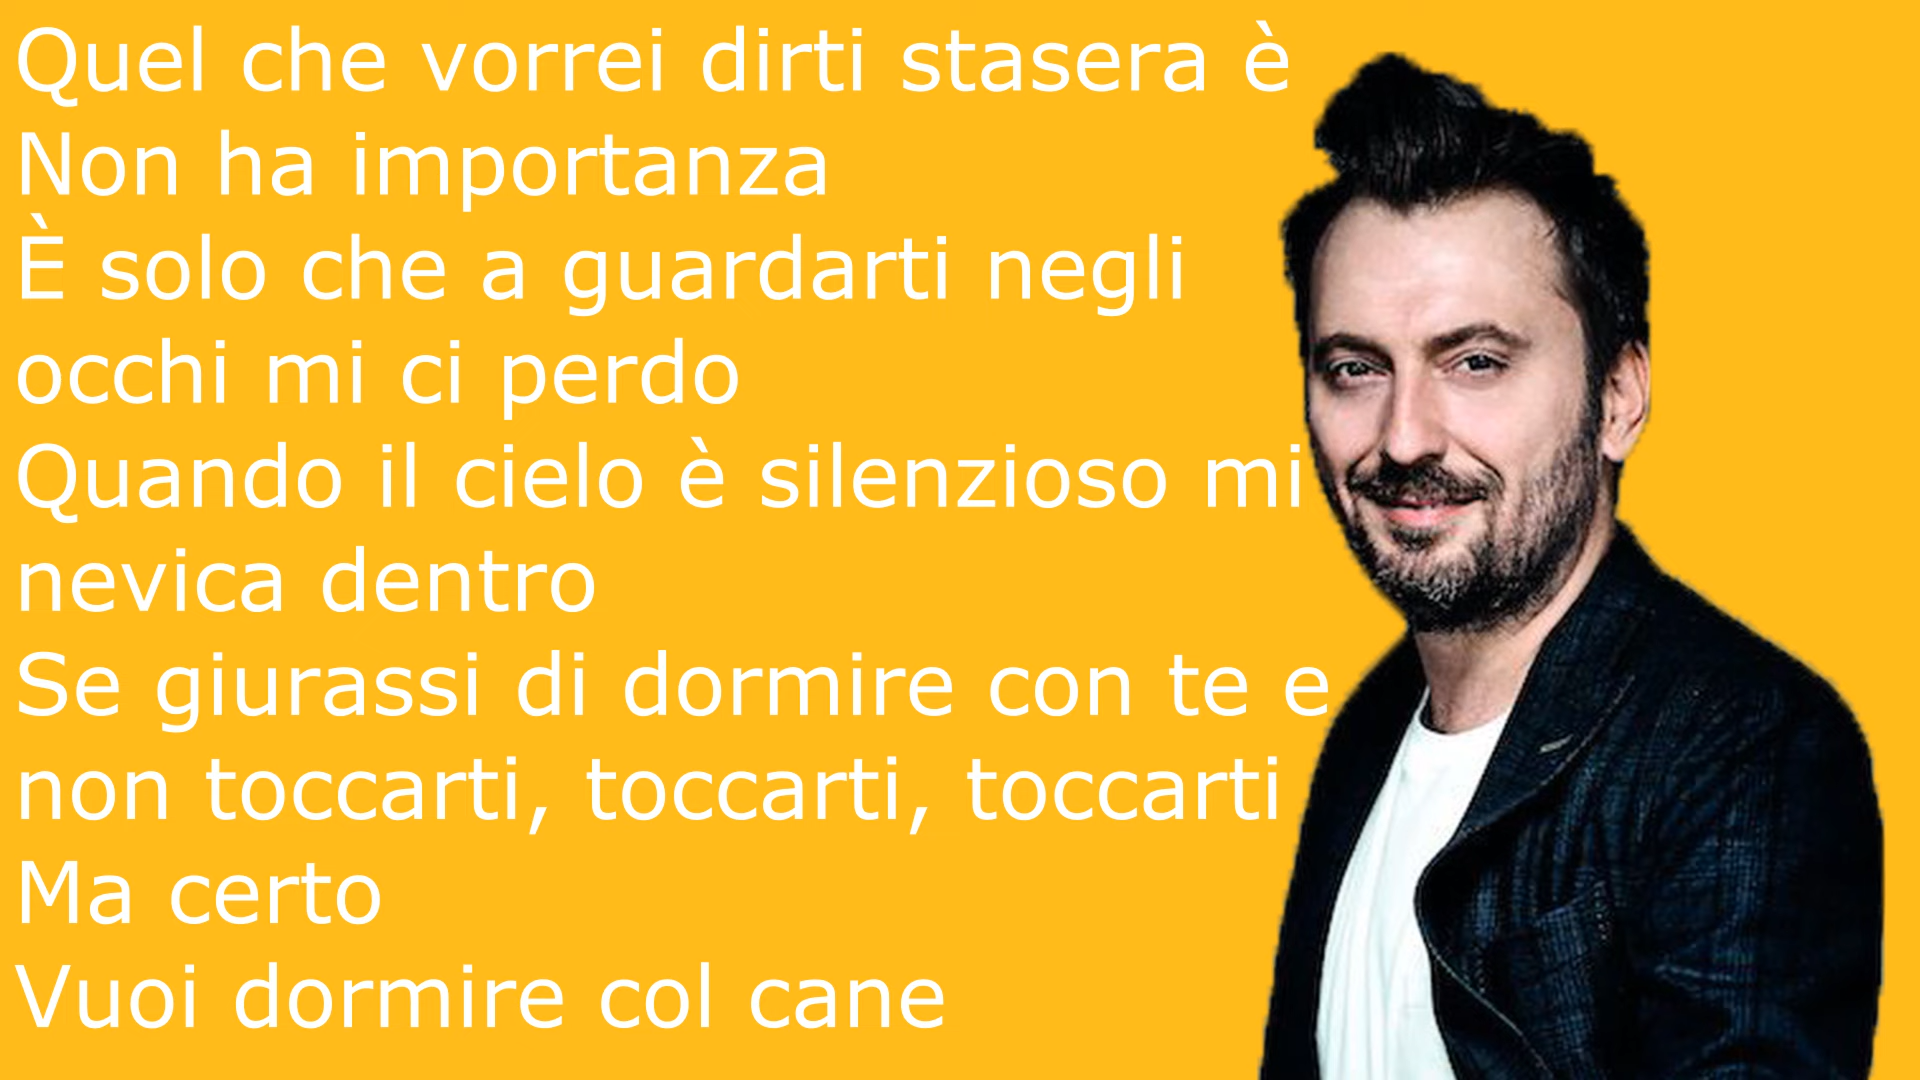 Quel che vorrei dirti stasera è
Non ha importanza
È solo che a guardarti negli
occhi mi ci perdo
Quando il cielo è silenzioso mi
nevica dentro
Se giurassi di dormire con te e
non toccarti, toccarti, toccarti
Ma certo
Vuoi dormire col cane